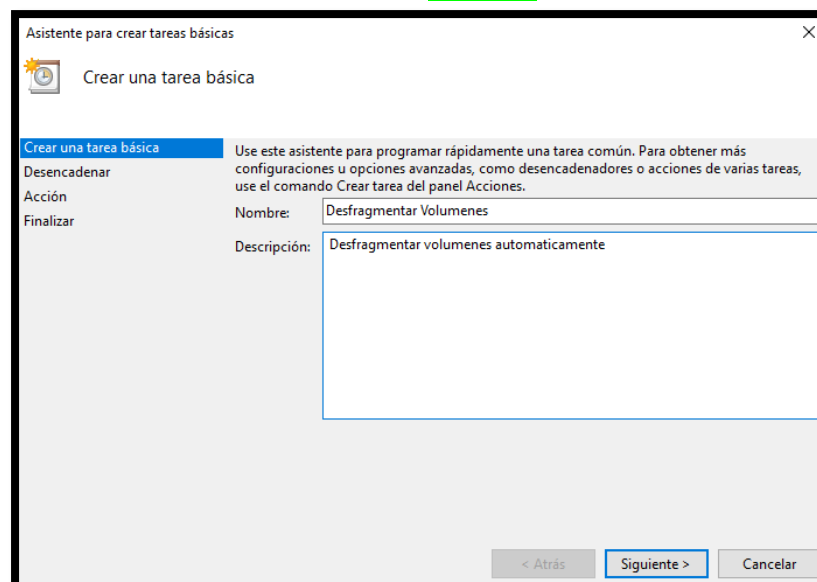 Asistente para crear tareas básicas
Crear una tarea básica
Crear una tarea básica
Desencadenar
Acción
Finalizar
Use este asistente para programar rápidamente una tarea común. Para obtener más
configuraciones u opciones avanzadas, como desencadenadores o acciones de varias tareas,
use el comando Crear tarea del panel Acciones.
Nombre: Desfragmentar Volumenes
Descripción: Desfragmentar volumenes automaticamente
< Atrás Siguiente > Cancelar